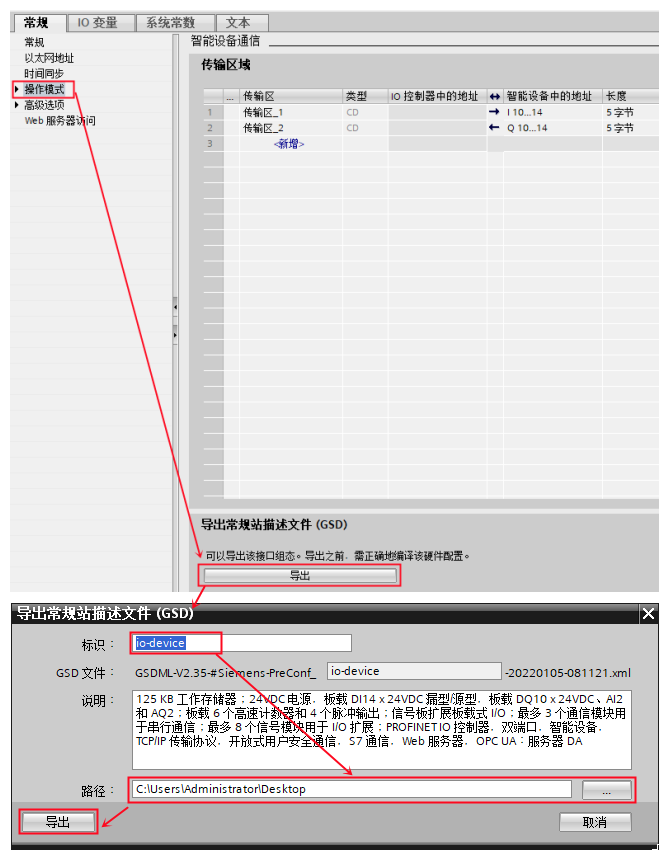 常规 IO 变量 系统常数 文本
常规
以太网地址
时间同步
操作模式
高级选项
Web 服务器访问
智能设备通信
传输区域
... 传输区 类型 IO 控制器中的地址 ↔ 智能设备中的地址 长度
1 传输区_1 CD → I 10...14 5 字节
2 传输区_2 CD ← Q 10...14 5 字节
3 <新增>
导出常规站描述文件 (GSD)
可以导出该接口组态。导出之前，需正确地编译该硬件配置。
导出
导出常规站描述文件 (GSD)
标识： io-device
GSD 文件： GSDML-V2.35-#Siemens-PreConf_ io-device -20220105-081121.xml
说明： 125 KB 工作存储器；24VDC 电源，板载 DI14 x 24VDC 漏型/源型，板载 DQ10 x 24VDC、AI2
和 AQ2；板载 6 个高速计数器和 4 个脉冲输出；信号板扩展板载式 I/O；最多 3 个通信模块用
于串行通信；最多 8 个信号模块用于 I/O 扩展；PROFINET IO 控制器，双端口，智能设备，
TCP/IP 传输协议，开放式用户安全通信，S7 通信，Web 服务器，OPC UA：服务器 DA
路径： C:\Users\Administrator\Desktop ...
导出 取消